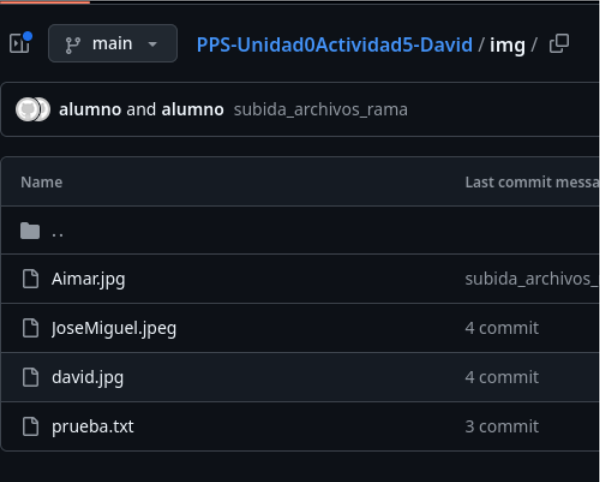 main PPS-Unidad0Actividad5-David / img /
alumno and alumno subida_archivos_rama
Name Last commit messa
..
Aimar.jpg subida_archivos_
JoseMiguel.jpeg 4 commit
david.jpg 4 commit
prueba.txt 3 commit